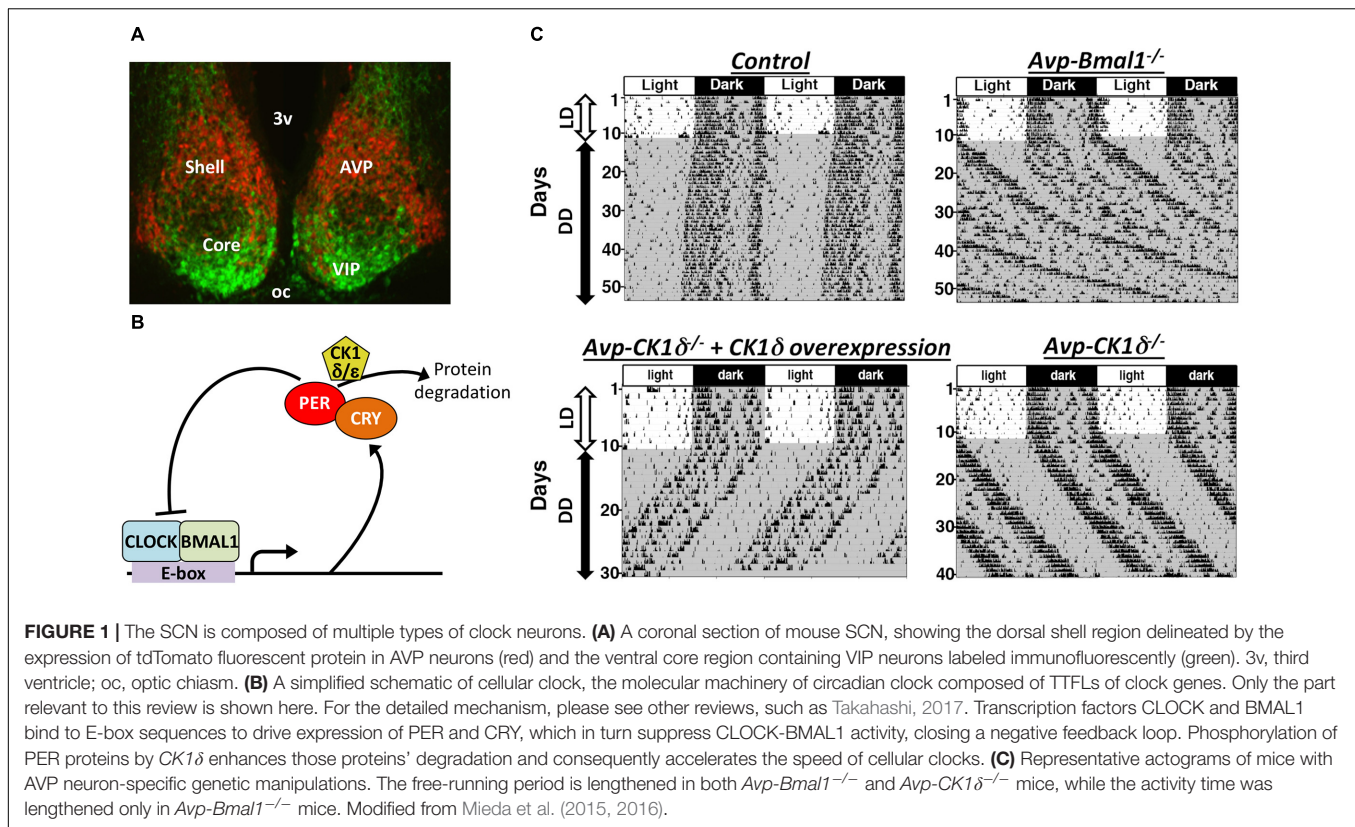 A
3v
Shell
AVP
Core
VIP
oc
B
CK1
δ/ε
Protein
degradation
PER
CRY
CLOCK
BMAL1
E-box
C
Control
Light Dark Light Dark
LD
DD
Days
1
10
20
30
40
50
Avp-Bmal1-/-
Light Dark Light Dark
1
10
20
30
40
50
Avp-CK1δ-/- + CK1δ overexpression
light dark light dark
LD
DD
Days
1
10
20
30
Avp-CK1δ-/-
light dark light dark
1
10
20
30
40
FIGURE 1 | The SCN is composed of multiple types of clock neurons. (A) A coronal section of mouse SCN, showing the dorsal shell region delineated by the
expression of tdTomato fluorescent protein in AVP neurons (red) and the ventral core region containing VIP neurons labeled immunofluorescently (green). 3v, third
ventricle; oc, optic chiasm. (B) A simplified schematic of cellular clock, the molecular machinery of circadian clock composed of TTFLs of clock genes. Only the part
relevant to this review is shown here. For the detailed mechanism, please see other reviews, such as Takahashi, 2017. Transcription factors CLOCK and BMAL1
bind to E-box sequences to drive expression of PER and CRY, which in turn suppress CLOCK-BMAL1 activity, closing a negative feedback loop. Phosphorylation of
PER proteins by CK1δ enhances those proteins' degradation and consequently accelerates the speed of cellular clocks. (C) Representative actograms of mice with
AVP neuron-specific genetic manipulations. The free-running period is lengthened in both Avp-Bmal1−/− and Avp-CK1δ−/− mice, while the activity time was
lengthened only in Avp-Bmal1−/− mice. Modified from Mieda et al. (2015, 2016).